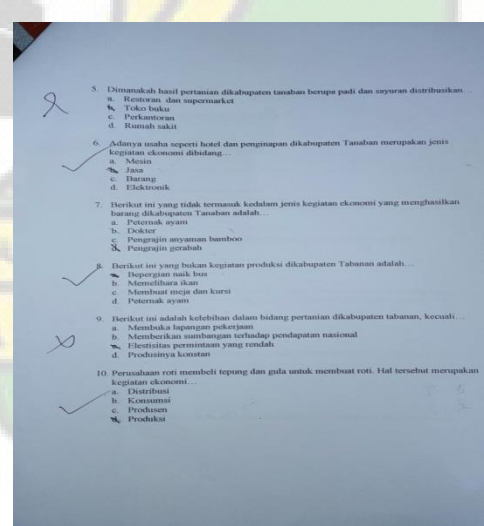 5. Dimanakah hasil pertanian dikabupaten tanaban berupa padi dan sayuran distribusikan…
a. Restoran dan supermarket
b. Toko buku
c. Perkantoran
d. Rumah sakit
6. Adanya usaha seperti hotel dan penginapan dikabupaten Tanaban merupakan jenis
kegiatan ekonomi dibidang…
a. Mesin
b. Jasa
c. Barang
d. Elektronik
7. Berikut ini yang tidak termasuk kedalam jenis kegiatan ekonomi yang menghasilkan
barang dikabupaten Tanaban adalah…
a. Peternak ayam
b. Dokter
c. Pengrajin anyaman bamboo
d. Pengrajin gerabah
8. Berikut ini yang bukan kegiatan produksi dikabupaten Tabanan adalah…
a. Bepergian naik bus
b. Memelihara ikan
c. Membuat meja dan kursi
d. Peternak ayam
9. Berikut ini adalah kelebihan dalam bidang pertanian dikabupaten tabanan, kecuali…
a. Membuka lapangan pekerjaan
b. Memberikan sumbangan terhadap pendapatan nasional
c. Elestisitas permintaan yang rendah
d. Produsinya konstan
10. Perusahaan roti membeli tepung dan gula untuk membuat roti. Hal tersebut merupakan
kegiatan ekonomi…
a. Distribusi
b. Konsumsi
c. Produsen
d. Produksi